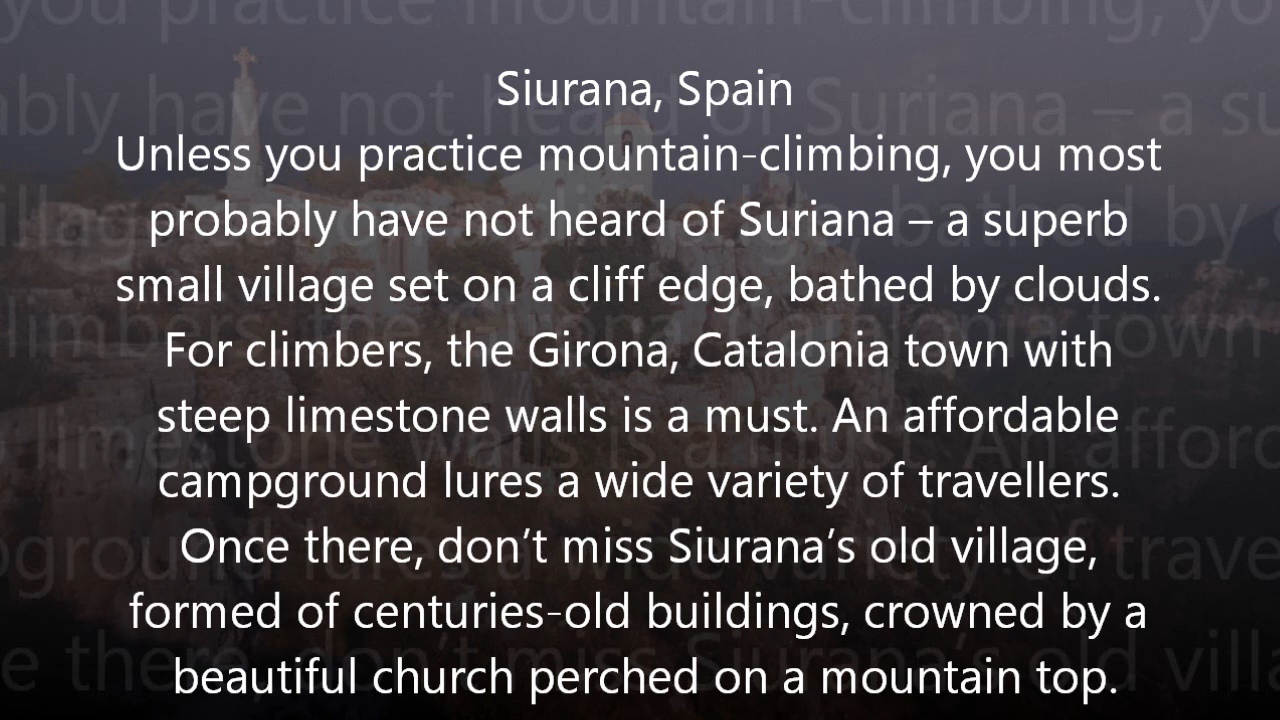 Siurana, Spain
Unless you practice mountain-climbing, you most
probably have not heard of Suriana – a superb
small village set on a cliff edge, bathed by clouds.
For climbers, the Girona, Catalonia town with
steep limestone walls is a must. An affordable
campground lures a wide variety of travellers.
Once there, don’t miss Siurana’s old village,
formed of centuries-old buildings, crowned by a
beautiful church perched on a mountain top.